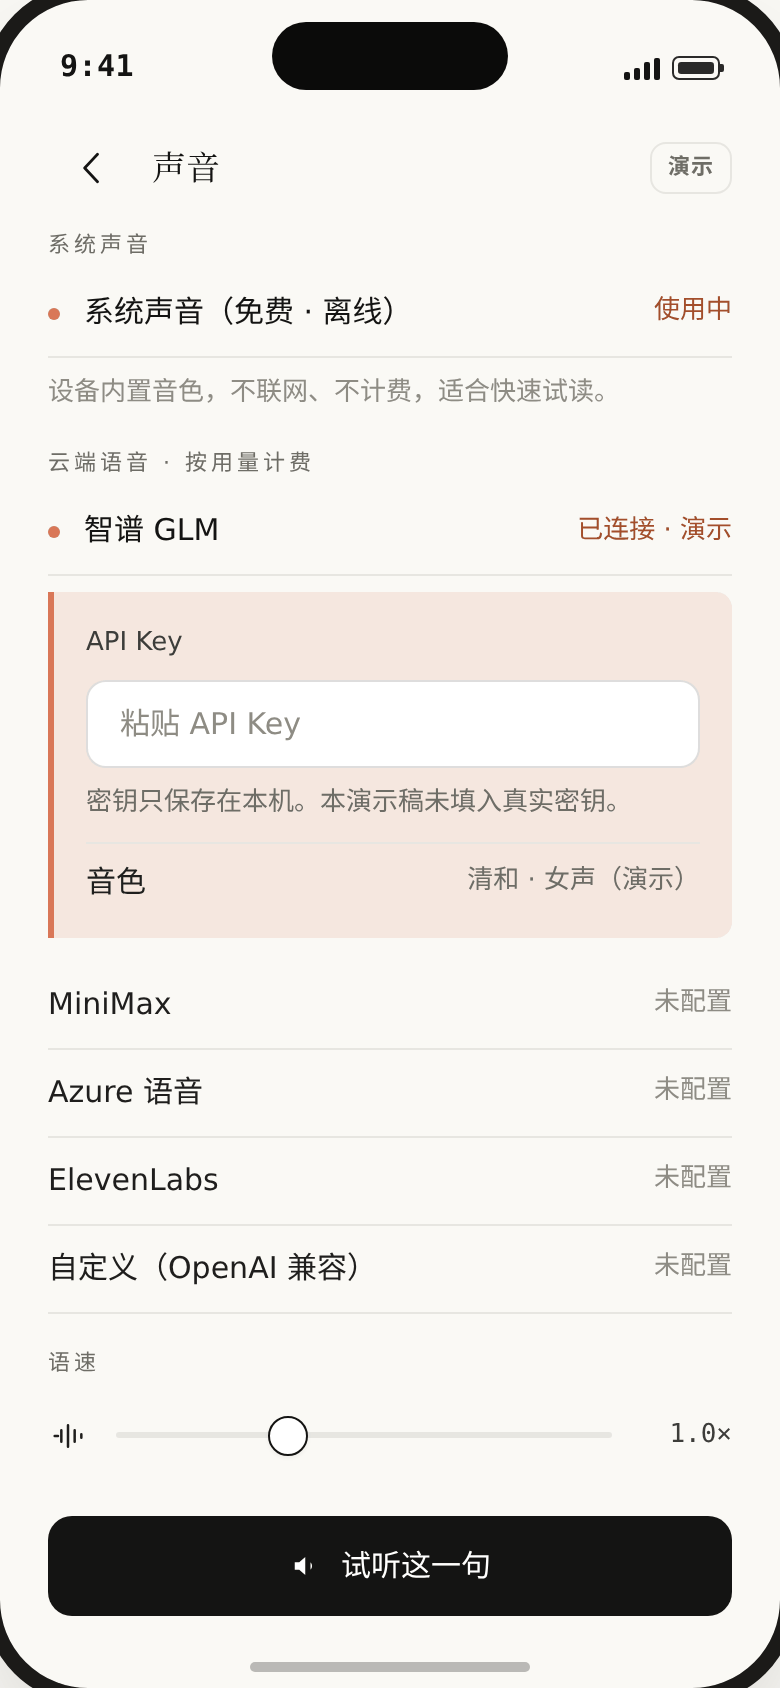 9:41
声音
演示
系统声音
系统声音（免费 · 离线）
使用中
设备内置音色，不联网、不计费，适合快速试读。
云端语音 · 按用量计费
智谱 GLM
已连接 · 演示
API Key
粘贴 API Key
密钥只保存在本机。本演示稿未填入真实密钥。
音色
清和 · 女声（演示）
MiniMax
未配置
Azure 语音
未配置
ElevenLabs
未配置
自定义（OpenAI 兼容）
未配置
语速
1.0×
试听这一句